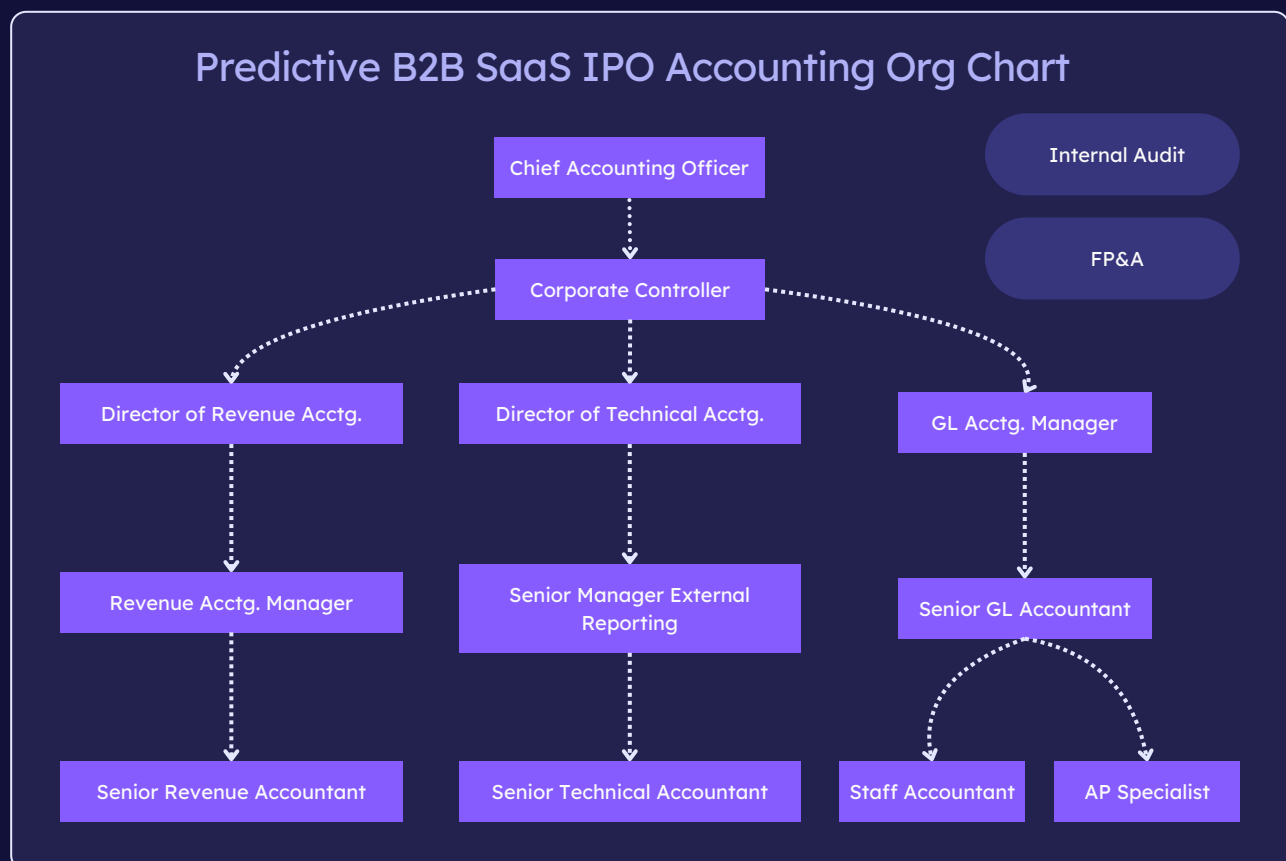 Predictive B2B SaaS IPO Accounting Org Chart
Internal Audit
Chief Accounting Officer
FP&A
Corporate Controller
Director of Revenue Acctg.
Director of Technical Acctg.
GL Acctg. Manager
Revenue Acctg. Manager
Senior Manager External
Reporting
Senior GL Accountant
Senior Revenue Accountant
Senior Technical Accountant
Staff Accountant
AP Specialist